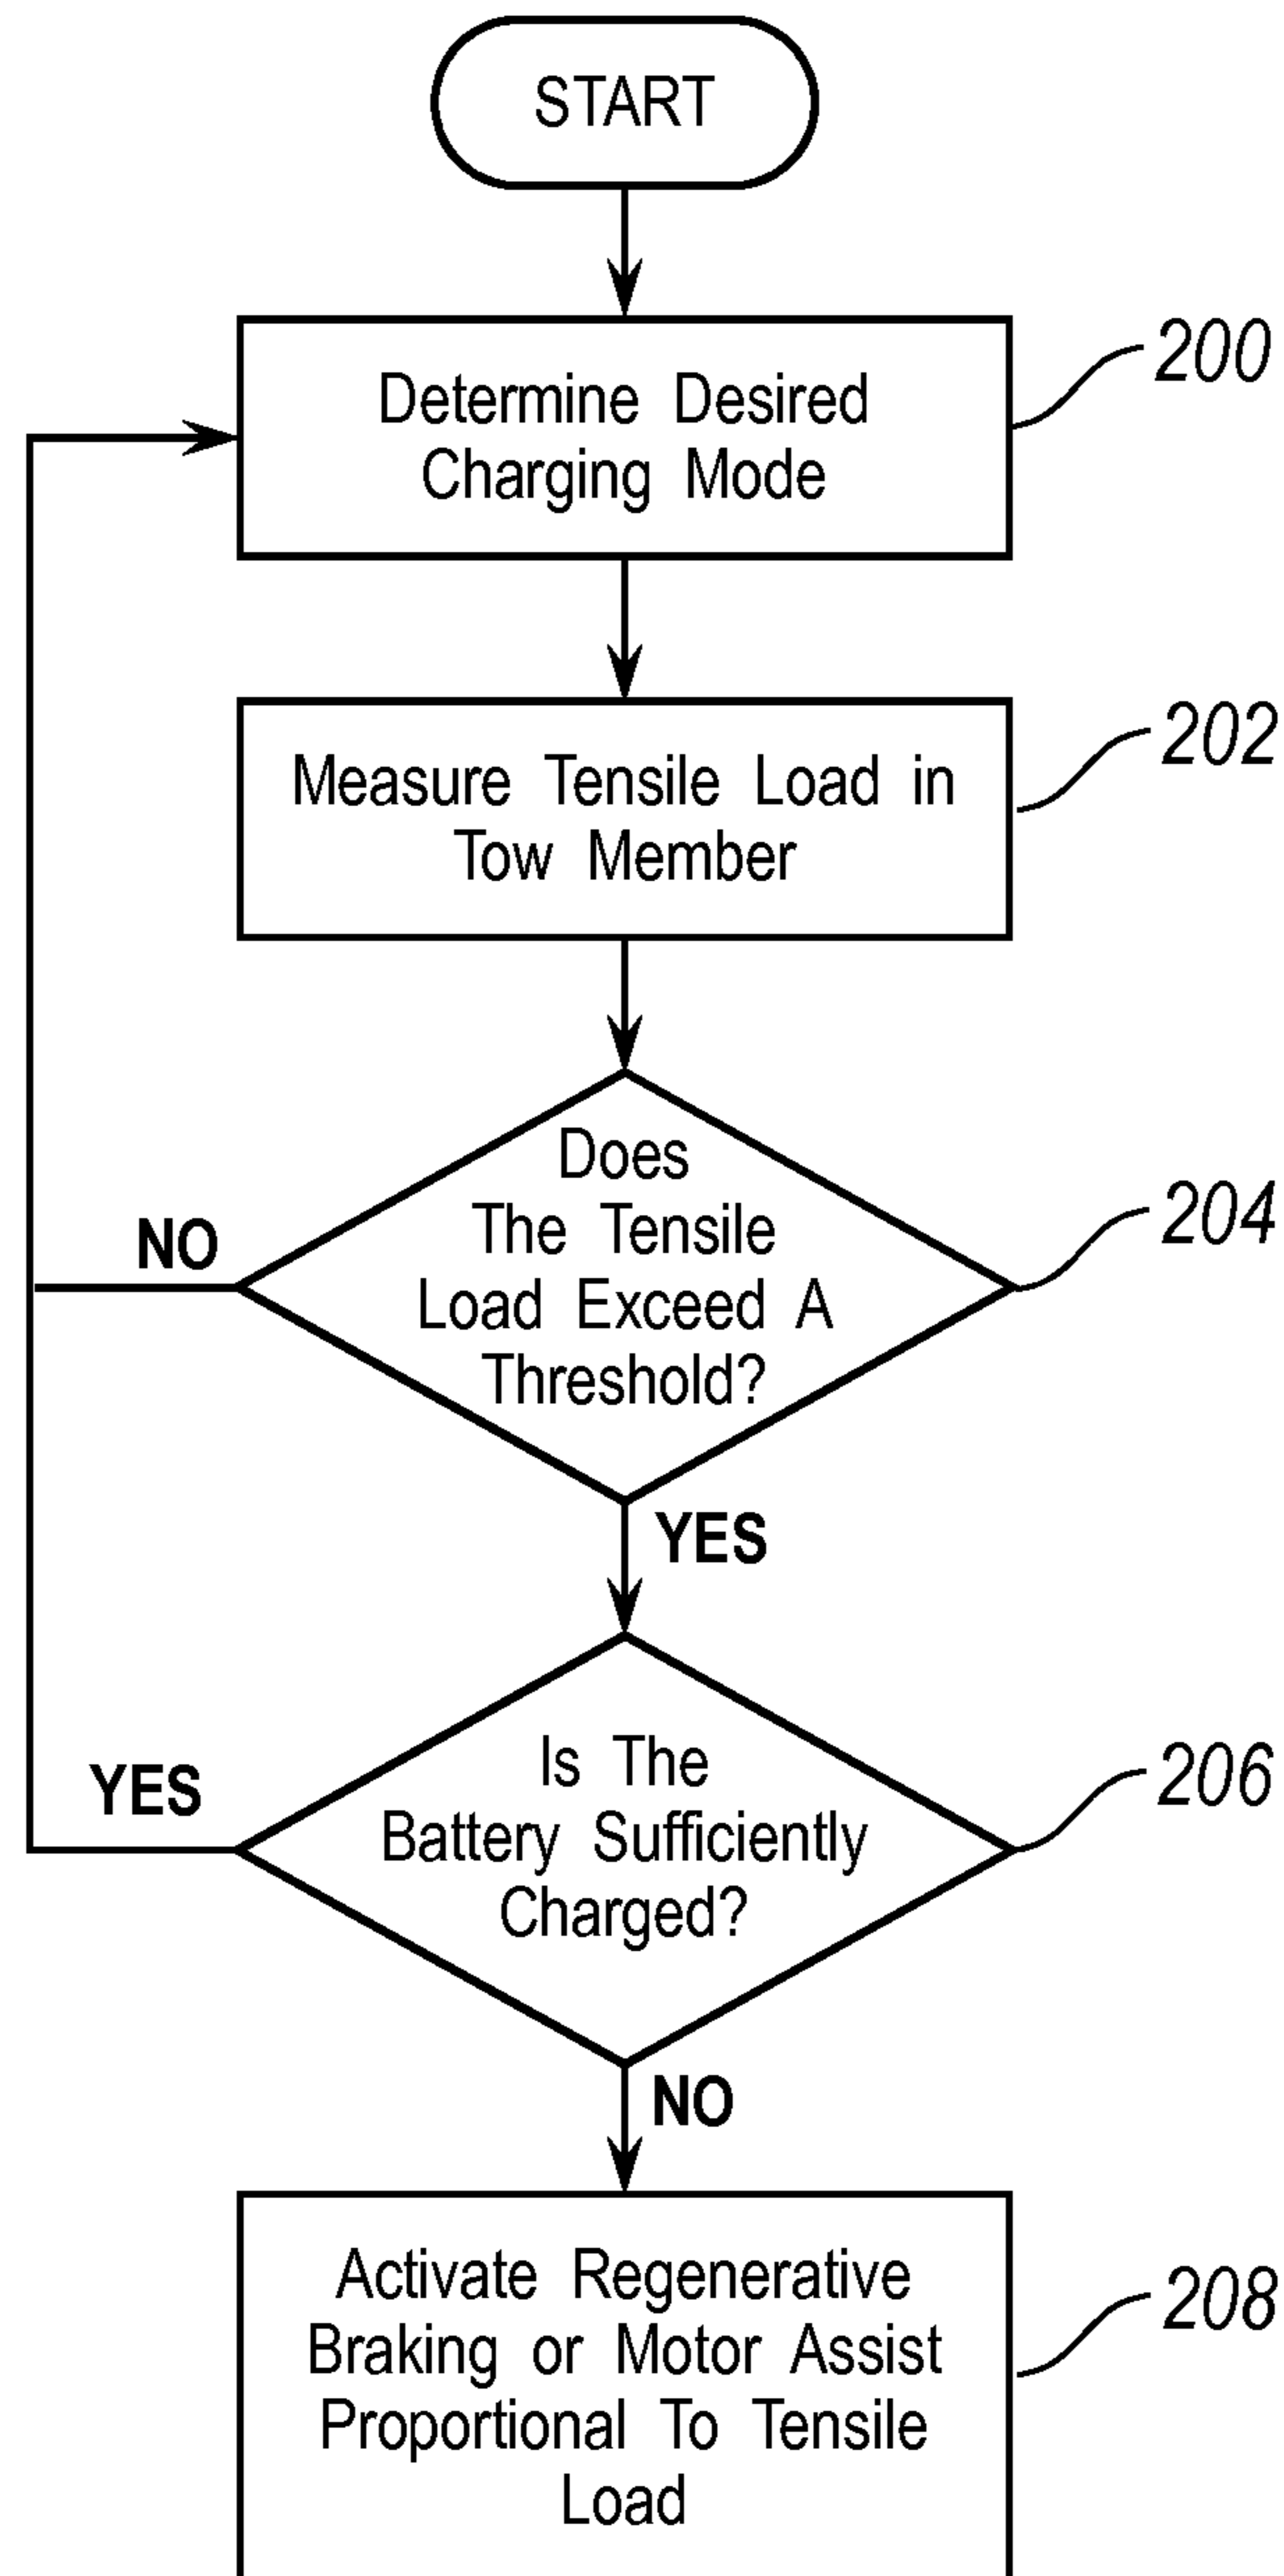 START
Determine Desired
Charging Mode
200
Measure Tensile Load in
Tow Member
202
Does
The Tensile
Load Exceed A
Threshold?
204
NO
YES
Is The
Battery Sufficiently
Charged?
206
YES
NO
Activate Regenerative
Braking or Motor Assist
Proportional To Tensile
Load
208